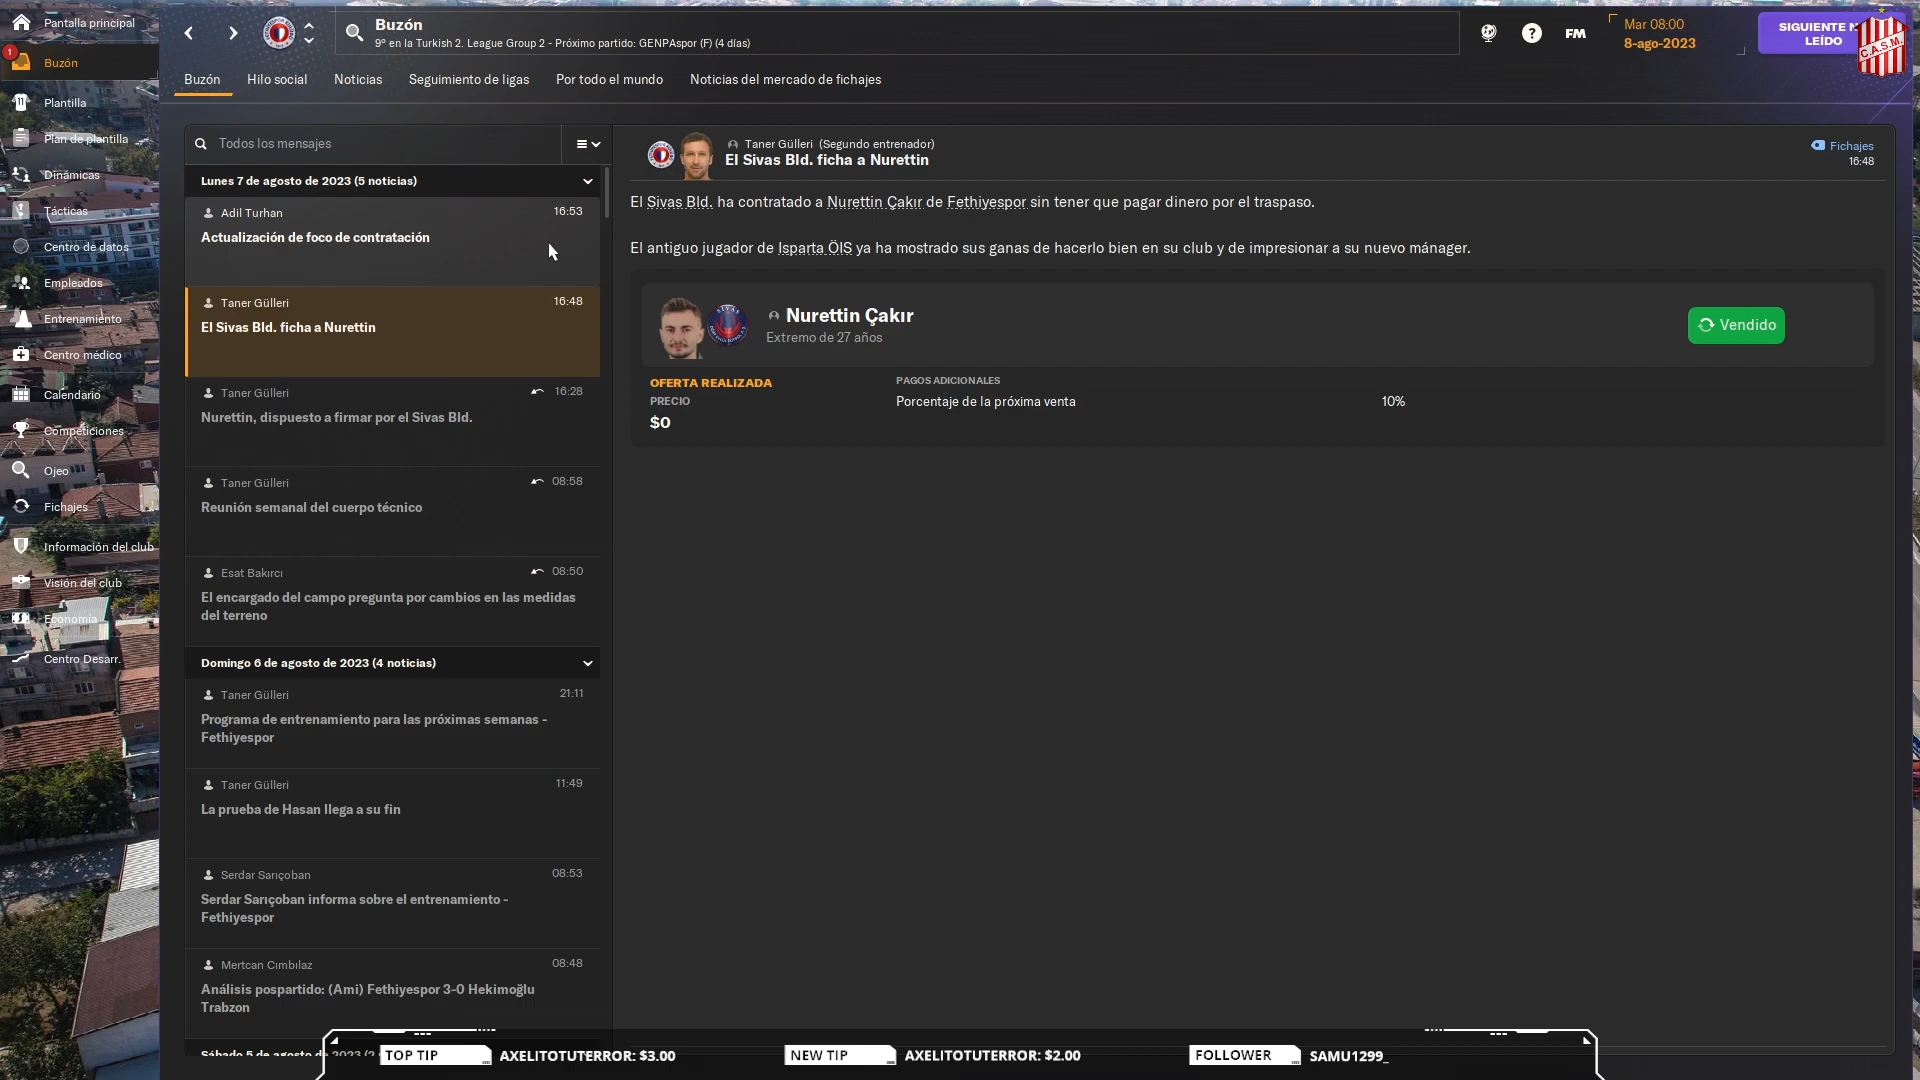 Pantalla principal
1
Buzón
Plantilla
Plan de plantilla
Dinámicas
Tácticas
Centro de datos
Empleados
Entrenamiento
Centro médico
Calendario
Competiciones
Ojeo
Fichajes
Información del club
Visión del club
Economía
Centro Desarr.
Buzón
9º en la Turkish 2. League Group 2 - Próximo partido: GENPAspor (F) (4 días)
FM
Mar 08:00
8-ago-2023
SIGUIENTE N
LEÍDO
C.A.S.M.
Buzón
Hilo social
Noticias
Seguimiento de ligas
Por todo el mundo
Noticias del mercado de fichajes
Todos los mensajes
Lunes 7 de agosto de 2023 (5 noticias)
Adil Turhan 16:53
Actualización de foco de contratación
Taner Gülleri 16:48
El Sivas Bld. ficha a Nurettin
Taner Gülleri 16:28
Nurettin, dispuesto a firmar por el Sivas Bld.
Taner Gülleri 08:58
Reunión semanal del cuerpo técnico
Esat Bakırcı 08:50
El encargado del campo pregunta por cambios en las medidas
del terreno
Domingo 6 de agosto de 2023 (4 noticias)
Taner Gülleri 21:11
Programa de entrenamiento para las próximas semanas -
Fethiyespor
Taner Gülleri 11:49
La prueba de Hasan llega a su fin
Serdar Sarıçoban 08:53
Serdar Sarıçoban informa sobre el entrenamiento -
Fethiyespor
Mertcan Cımbılaz 08:48
Análisis pospartido: (Ami) Fethiyespor 3-0 Hekimoğlu
Trabzon
Sábado 5 de agosto de 2023 (2
Taner Gülleri (Segundo entrenador)
El Sivas Bld. ficha a Nurettin
Fichajes
16:48
El Sivas Bld. ha contratado a Nurettin Çakır de Fethiyespor sin tener que pagar dinero por el traspaso.
El antiguo jugador de Isparta ÖIS ya ha mostrado sus ganas de hacerlo bien en su club y de impresionar a su nuevo mánager.
Nurettin Çakır
Extremo de 27 años
Vendido
OFERTA REALIZADA
PRECIO
$0
PAGOS ADICIONALES
Porcentaje de la próxima venta 10%
TOP TIP AXELITOTUTERROR: $3.00
NEW TIP AXELITOTUTERROR: $2.00
FOLLOWER SAMU1299_